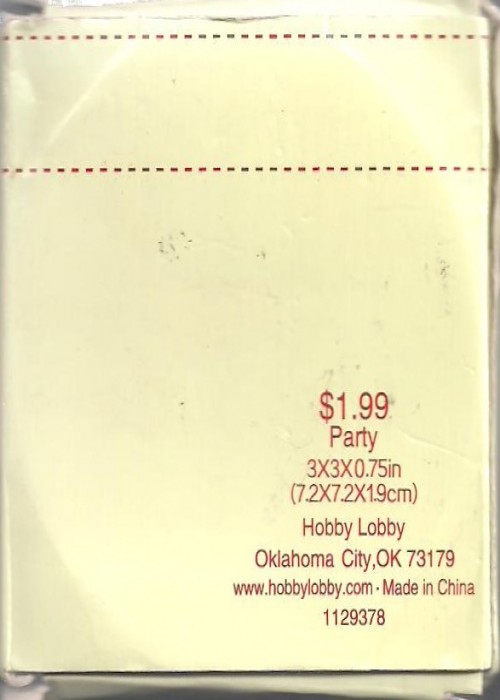 $1.99
Party
3X3X0.75in
(7.2X7.2X1.9cm)
Hobby Lobby
Oklahoma City,OK 73179
www.hobbylobby.com · Made in China
1129378